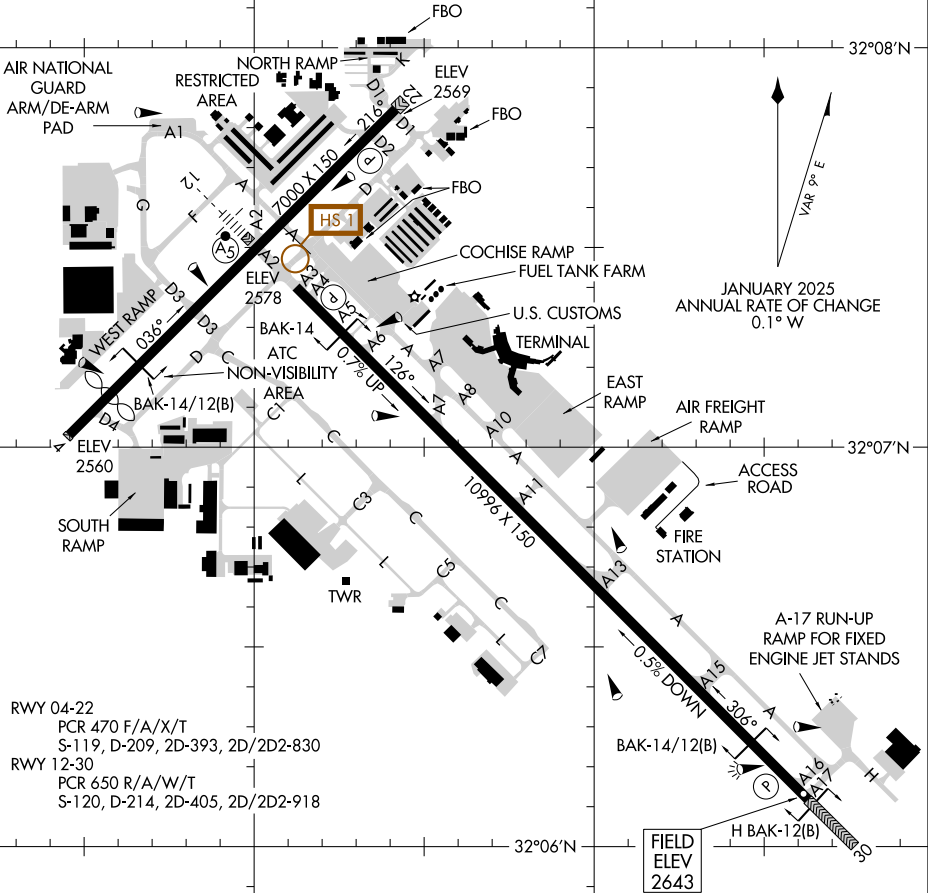 FBO
32°08'N
AIR NATIONAL
GUARD
ARM/DE-ARM
PAD
NORTH RAMP
RESTRICTED
AREA
K
D1
ELEV
2569
22
216°
D1
FBO
D2
P
A1
7000 X 150
D
FBO
VAR 9° E
12
A
G
F
A2
HS 1
A
A5
A2
ELEV
2578
A3
A4
P
COCHISE RAMP
FUEL TANK FARM
JANUARY 2025
ANNUAL RATE OF CHANGE
0.1° W
D3
A5
U.S. CUSTOMS
WEST RAMP
036°
D3
BAK-14
A6
A
TERMINAL
D
C
ATC
NON-VISIBILITY
AREA
0.7% UP
126°
A7
A8
A7
EAST
RAMP
BAK-14/12(B)
C1
A10
AIR FREIGHT
RAMP
D4
4
ELEV
2560
C
A
32°07'N
L
A11
ACCESS
ROAD
C3
10996 X 150
SOUTH
RAMP
C
FIRE
STATION
L
C5
A13
TWR
C
A
A-17 RUN-UP
RAMP FOR FIXED
ENGINE JET STANDS
L
C7
0.5% DOWN
A15
306°
A
RWY 04-22
PCR 470 F/A/X/T
S-119, D-209, 2D-393, 2D/2D2-830
RWY 12-30
PCR 650 R/A/W/T
S-120, D-214, 2D-405, 2D/2D2-918
BAK-14/12(B)
A16
A17
H
P
H BAK-12(B)
32°06'N
30
FIELD
ELEV
2643